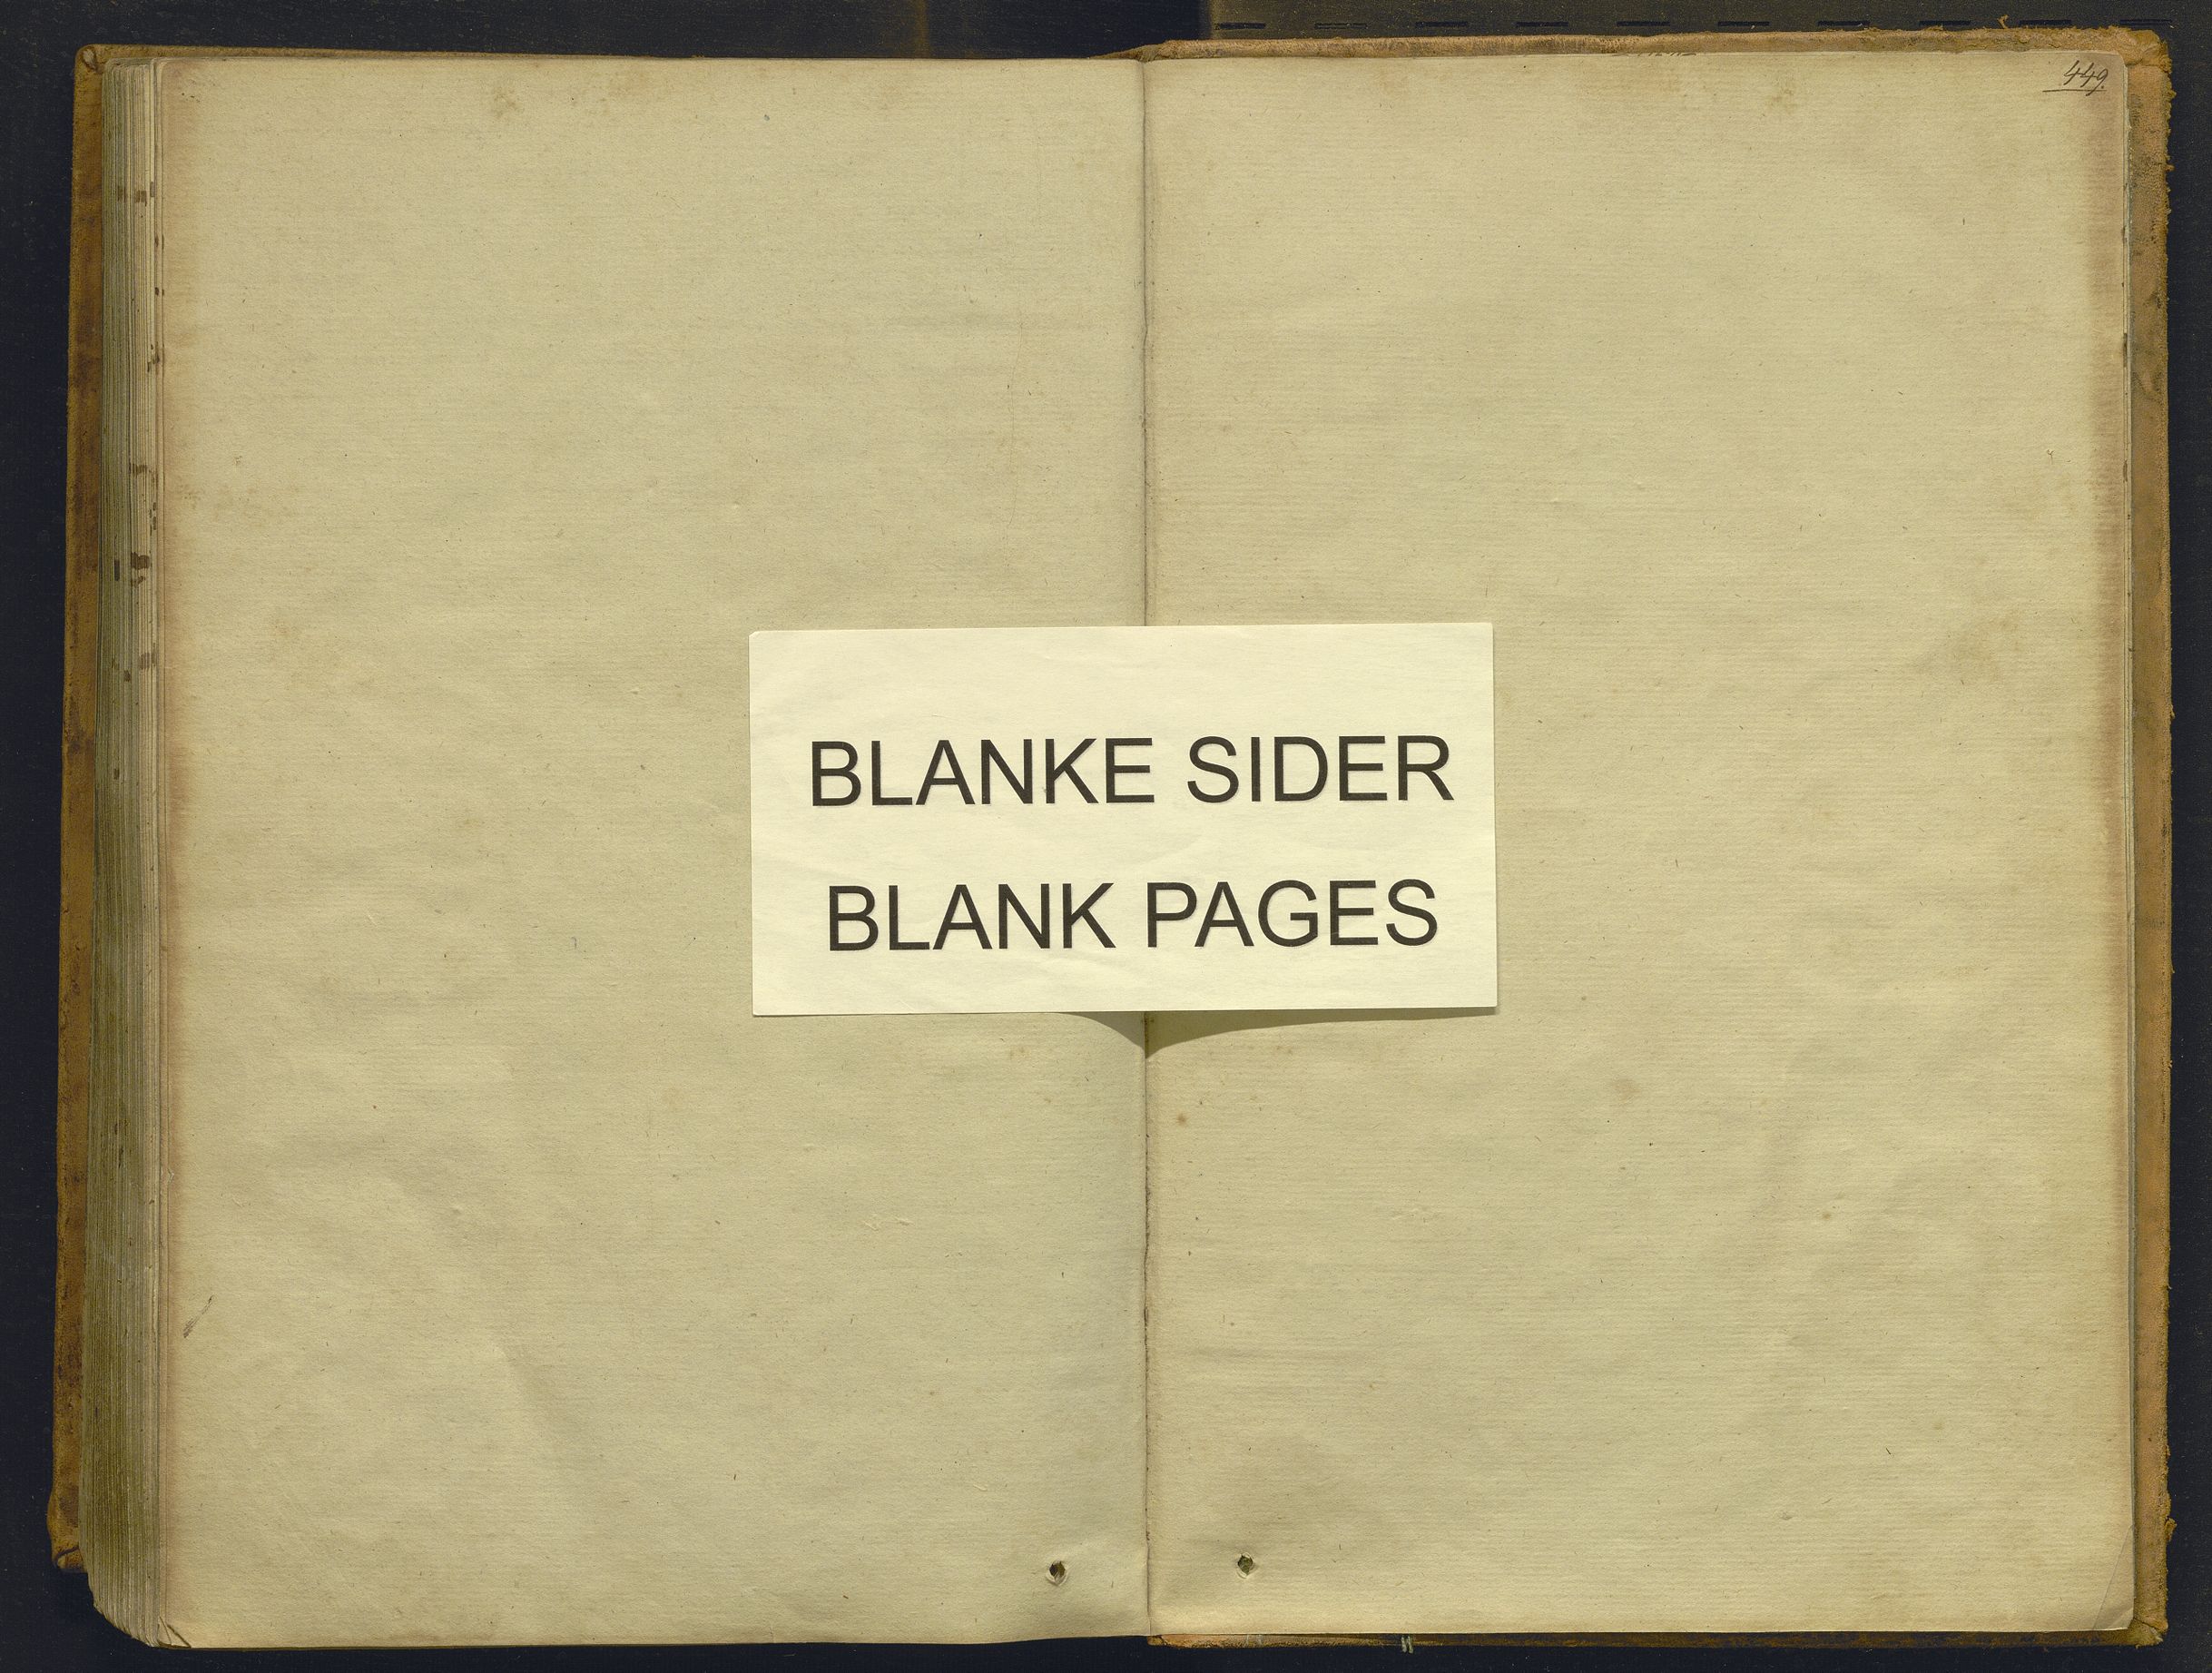 449.
BLANKE SIDER
BLANK PAGES